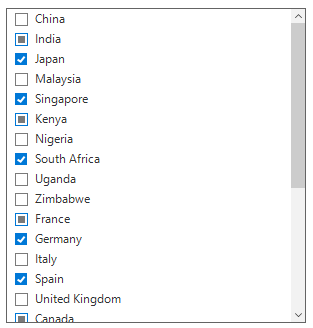 China
India
Japan
Malaysia
Singapore
Kenya
Nigeria
South Africa
Uganda
Zimbabwe
France
Germany
Italy
Spain
United Kingdom
Canada